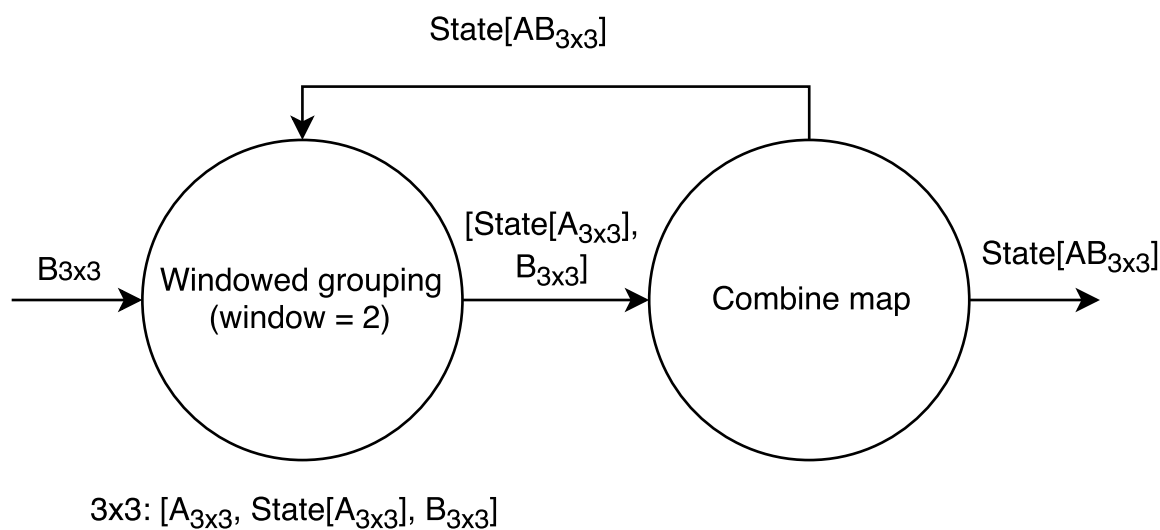 State[AB3x3]
[State[A3x3],
B3x3]
B3x3
State[AB3x3]
Windowed grouping
(window = 2)
Combine map
3x3: [A3x3, State[A3x3], B3x3]